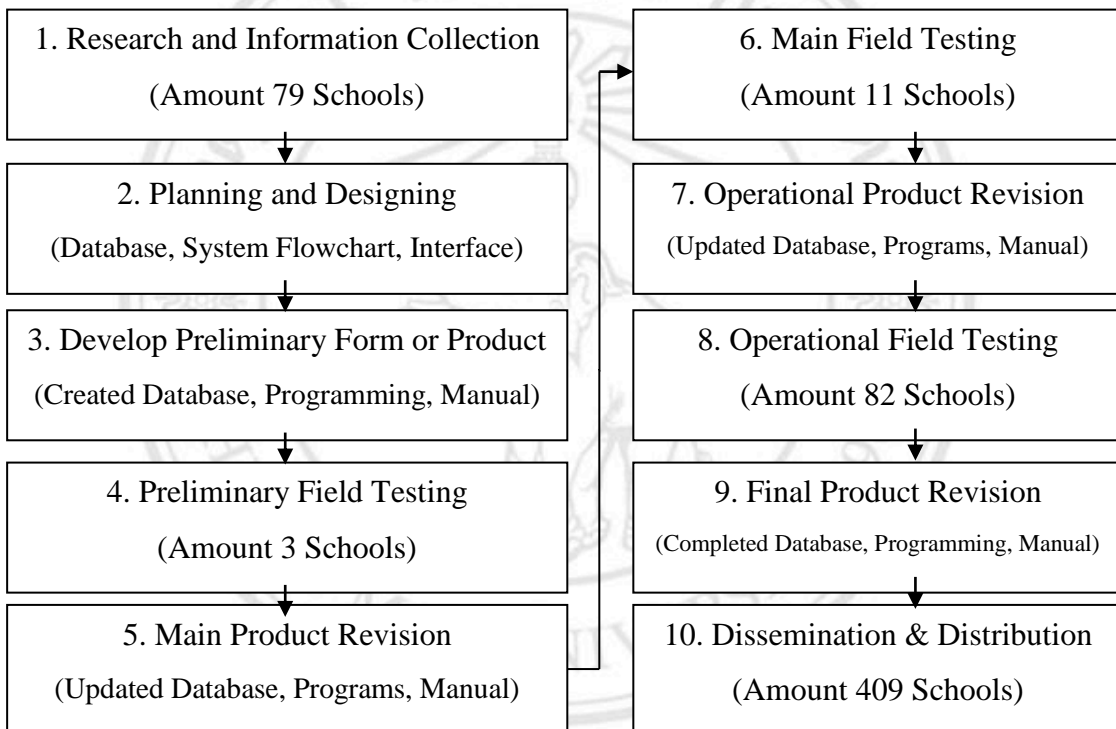 1. Research and Information Collection
(Amount 79 Schools)
2. Planning and Designing
(Database, System Flowchart, Interface)
3. Develop Preliminary Form or Product
(Created Database, Programming, Manual)
4. Preliminary Field Testing
(Amount 3 Schools)
5. Main Product Revision
(Updated Database, Programs, Manual)
6. Main Field Testing
(Amount 11 Schools)
7. Operational Product Revision
(Updated Database, Programs, Manual)
8. Operational Field Testing
(Amount 82 Schools)
9. Final Product Revision
(Completed Database, Programming, Manual)
10. Dissemination & Distribution
(Amount 409 Schools)